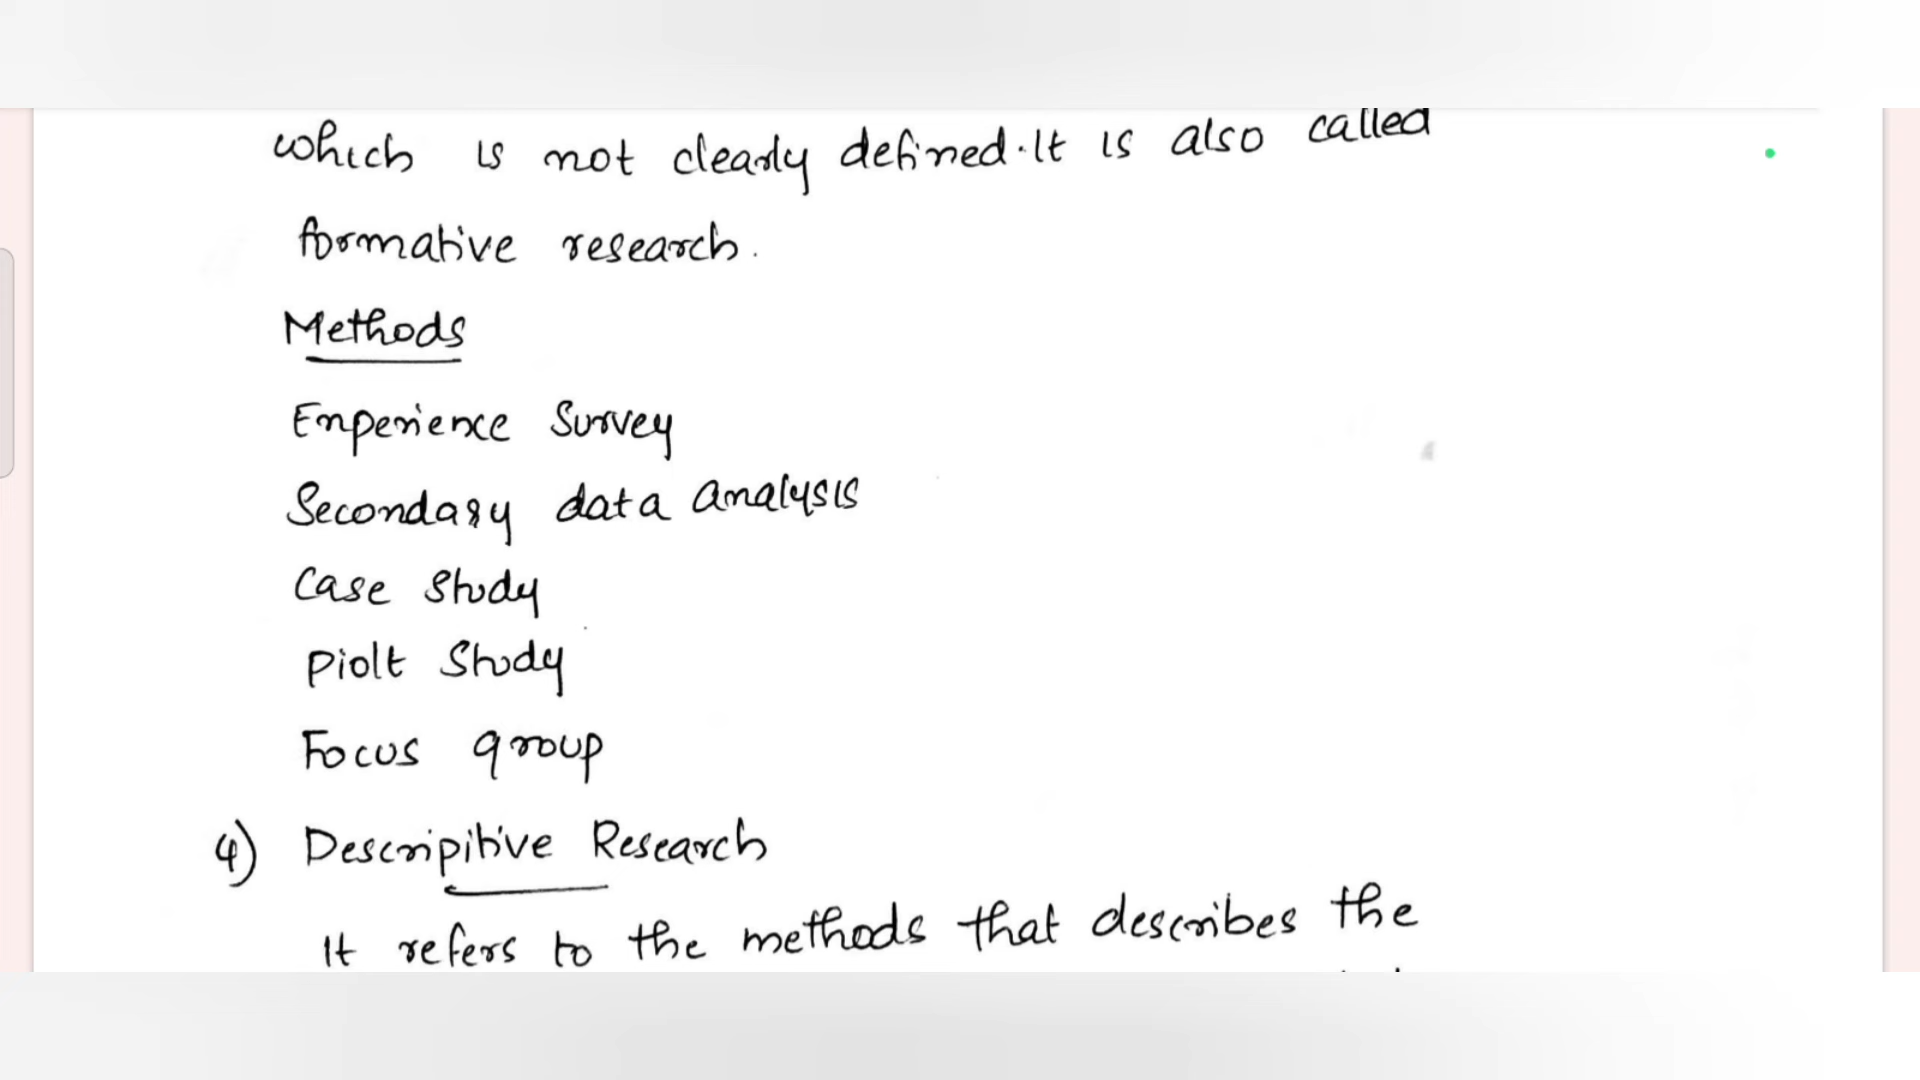 which is not clearly defined. It is also called
formative research.
Methods
Experience Survey
Secondary data analysis
Case study
Piolt Study
Focus group
4) Descripitive Research
It refers to the methods that describes the